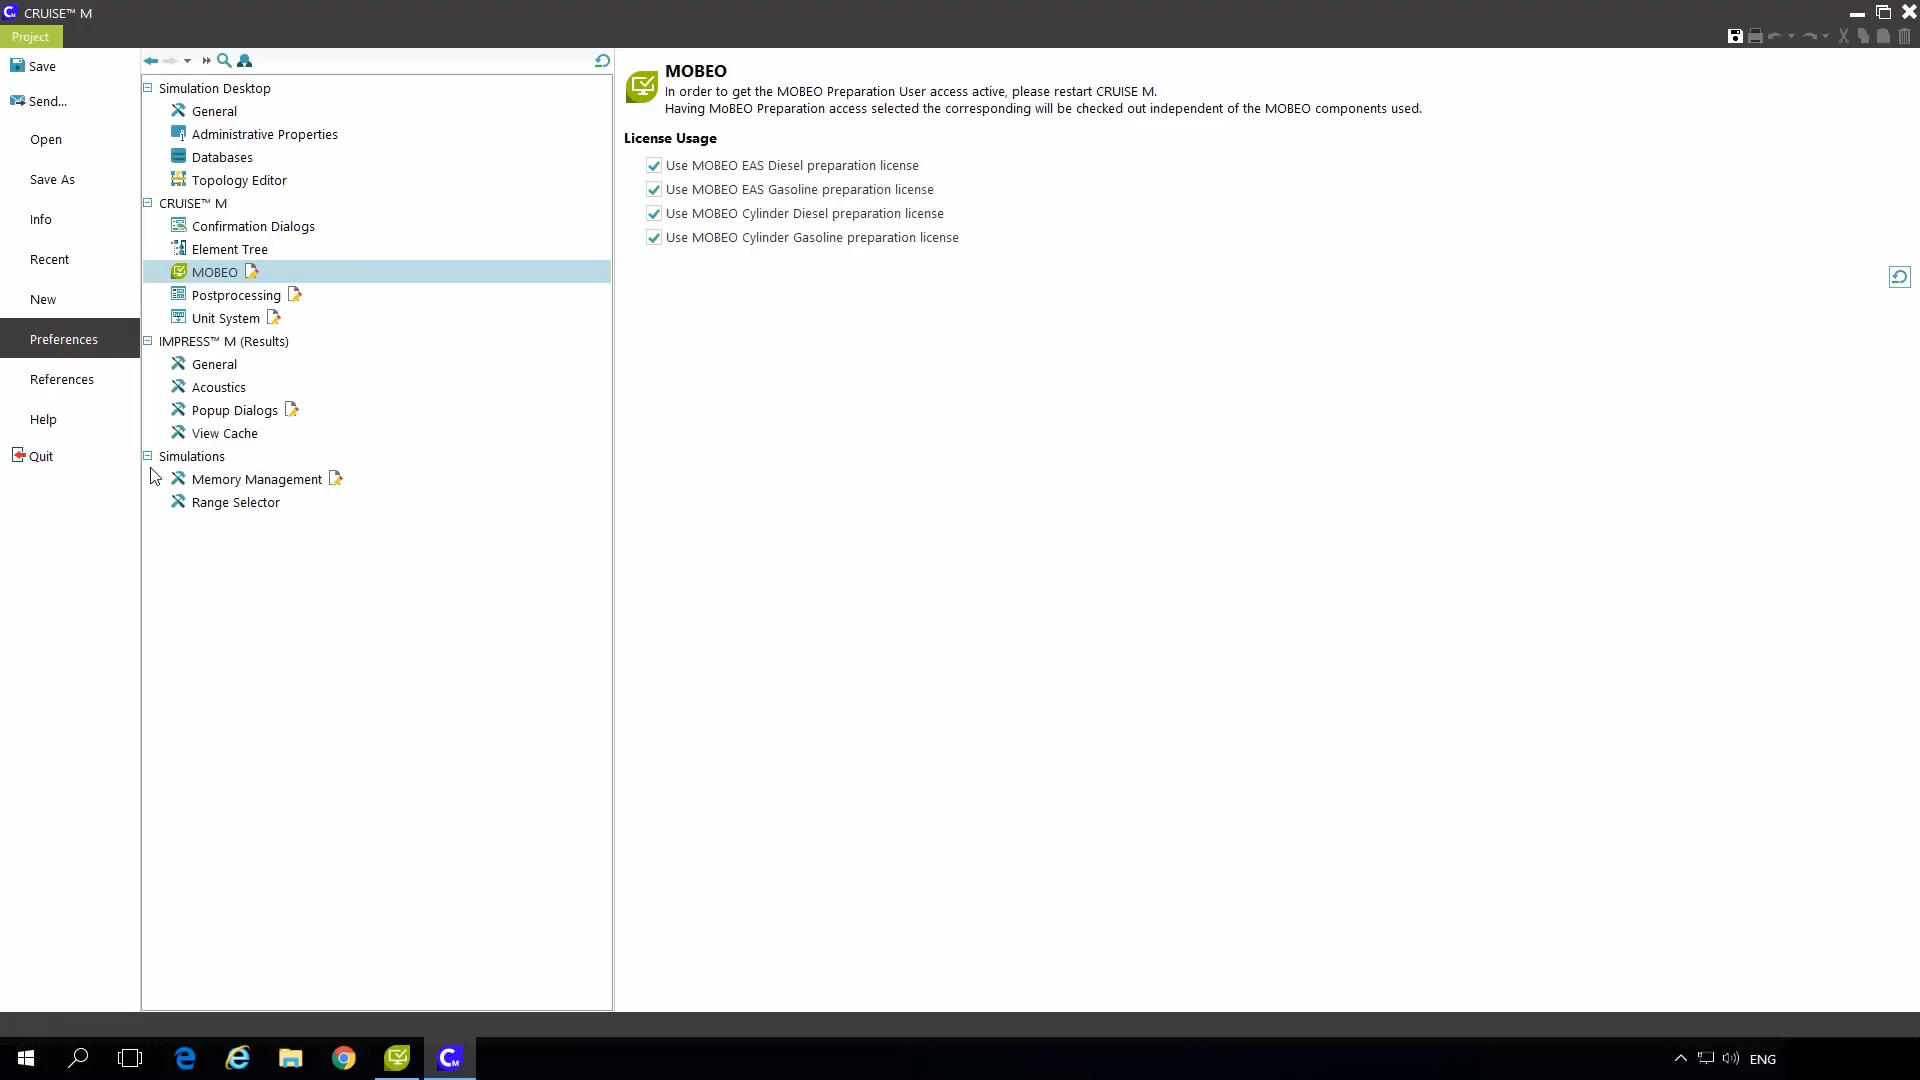 CRUISE™ M
Project
Save
Send...
Open
Save As
Info
Recent
New
Preferences
References
Help
Quit
Simulation Desktop
General
Administrative Properties
Databases
Topology Editor
CRUISE™ M
Confirmation Dialogs
Element Tree
MOBEO
Postprocessing
Unit System
IMPRESS™ M (Results)
General
Acoustics
Popup Dialogs
View Cache
Simulations
Memory Management
Range Selector
MOBEO
In order to get the MOBEO Preparation User access active, please restart CRUISE M.
Having MoBEO Preparation access selected the corresponding will be checked out independent of the MOBEO components used.
License Usage
Use MOBEO EAS Diesel preparation license
Use MOBEO EAS Gasoline preparation license
Use MOBEO Cylinder Diesel preparation license
Use MOBEO Cylinder Gasoline preparation license
ENG